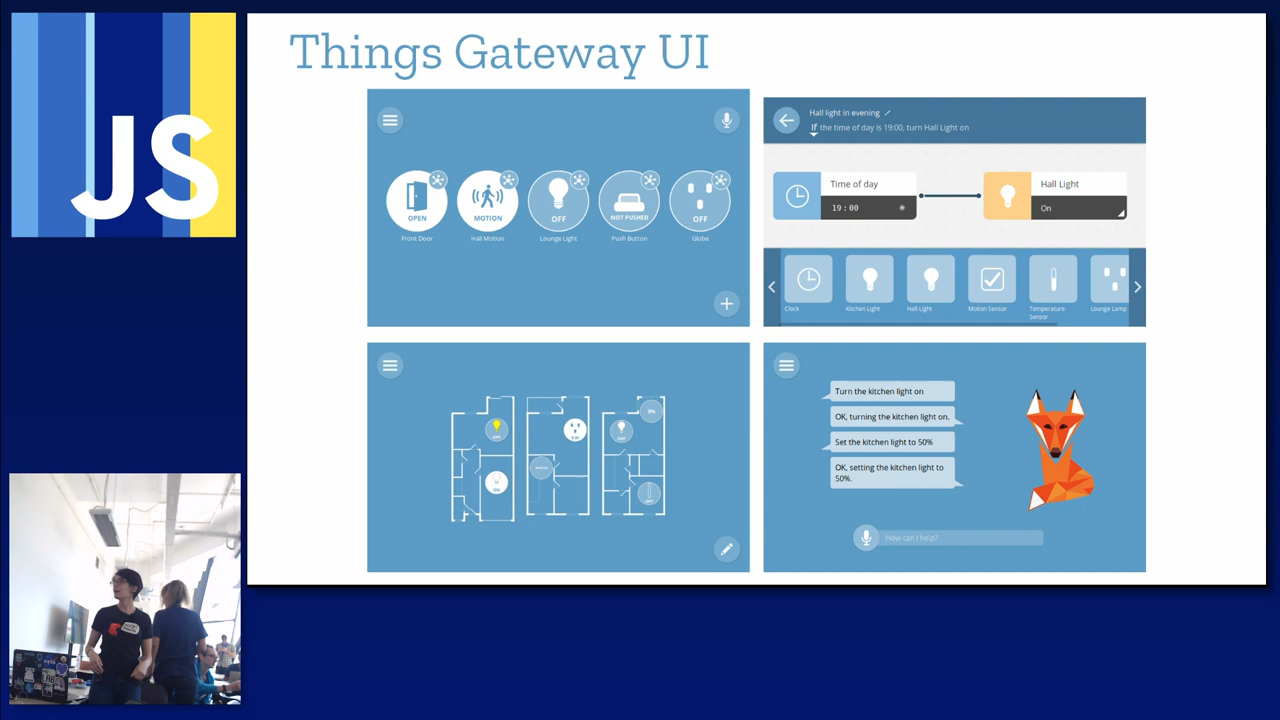 JS
Things Gateway UI
OPEN
MOTION
OFF
NOT PUSHED
OFF
Front Door
Hall Motion
Lounge Light
Push Button
Globe
Hall light in evening
If the time of day is 19:00, turn Hall Light on
Time of day
19:00
Hall Light
On
Clock
Kitchen Light
Hall Light
Motion Sensor
Temperature
Sensor
Lounge Lamp
OFF
Turn the kitchen light on
OK, turning the kitchen light on.
Set the kitchen light to 50%
OK, setting the kitchen light to
50%.
How can I help?